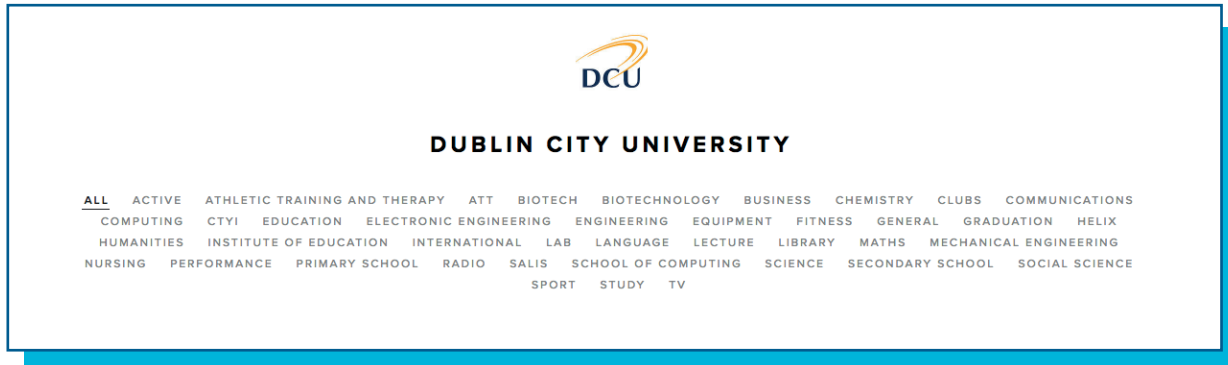 DCU
DUBLIN CITY UNIVERSITY
ALL ACTIVE ATHLETIC TRAINING AND THERAPY ATT BIOTECH BIOTECHNOLOGY BUSINESS CHEMISTRY CLUBS COMMUNICATIONS
COMPUTING CTYI EDUCATION ELECTRONIC ENGINEERING ENGINEERING EQUIPMENT FITNESS GENERAL GRADUATION HELIX
HUMANITIES INSTITUTE OF EDUCATION INTERNATIONAL LAB LANGUAGE LECTURE LIBRARY MATHS MECHANICAL ENGINEERING
NURSING PERFORMANCE PRIMARY SCHOOL RADIO SALIS SCHOOL OF COMPUTING SCIENCE SECONDARY SCHOOL SOCIAL SCIENCE
SPORT STUDY TV